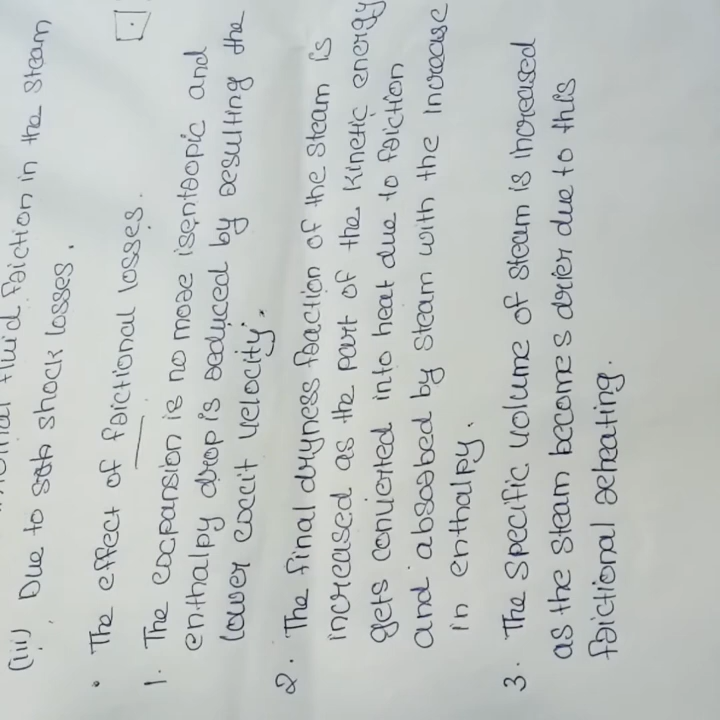 fluid friction in the steam
(iii) Due to shock losses.
• The effect of frictional losses.
1. The expansion is no more isentropic and
enthalpy drop is reduced by resulting the
lower exit velocity.
2. The final dryness fraction of the steam is
increased as the part of the kinetic energy
gets converted into heat due to friction
and absorbed by steam with the increase
in enthalpy.
3. The specific volume of steam is increased
as the steam becomes drier due to this
frictional reheating.